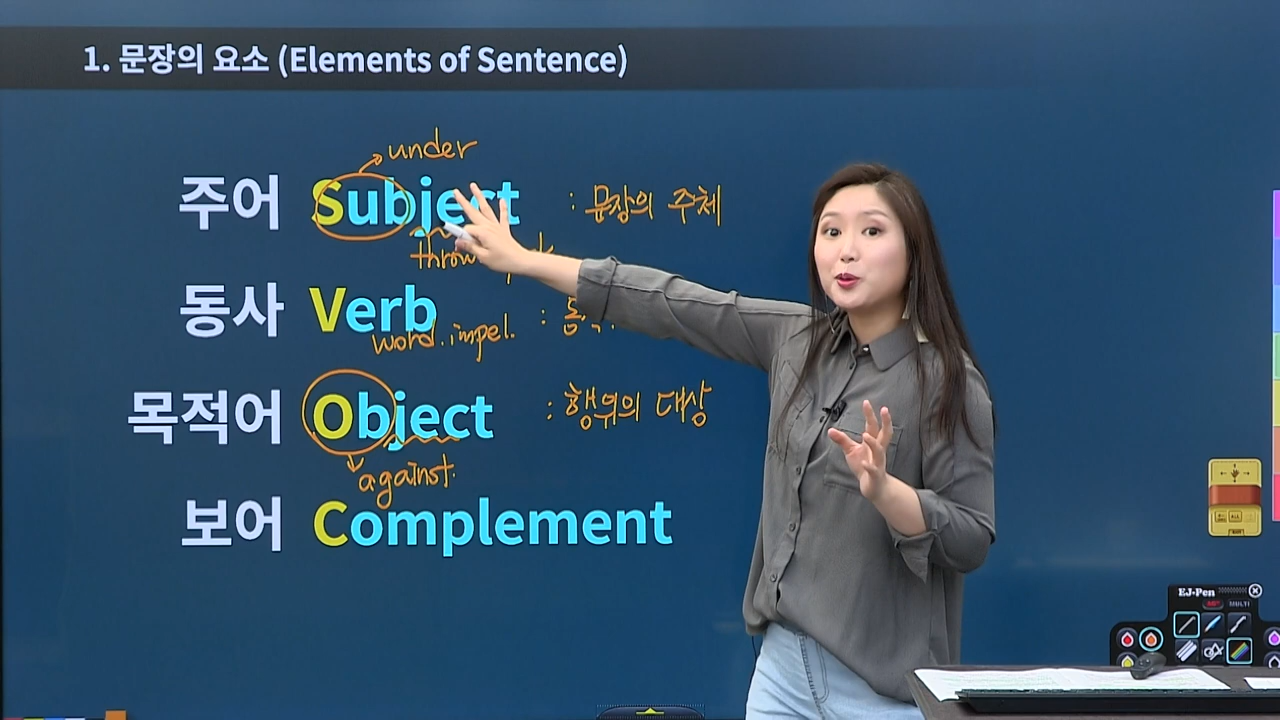 1. 문장의 요소 (Elements of Sentence)
under
주어 Subject : 문장의 주체
throw
동사 Verb :
word. impel.
목적어 Object : 행위의 대상
against.
보어 Complement
EJ-Pen
MULTI
ALL